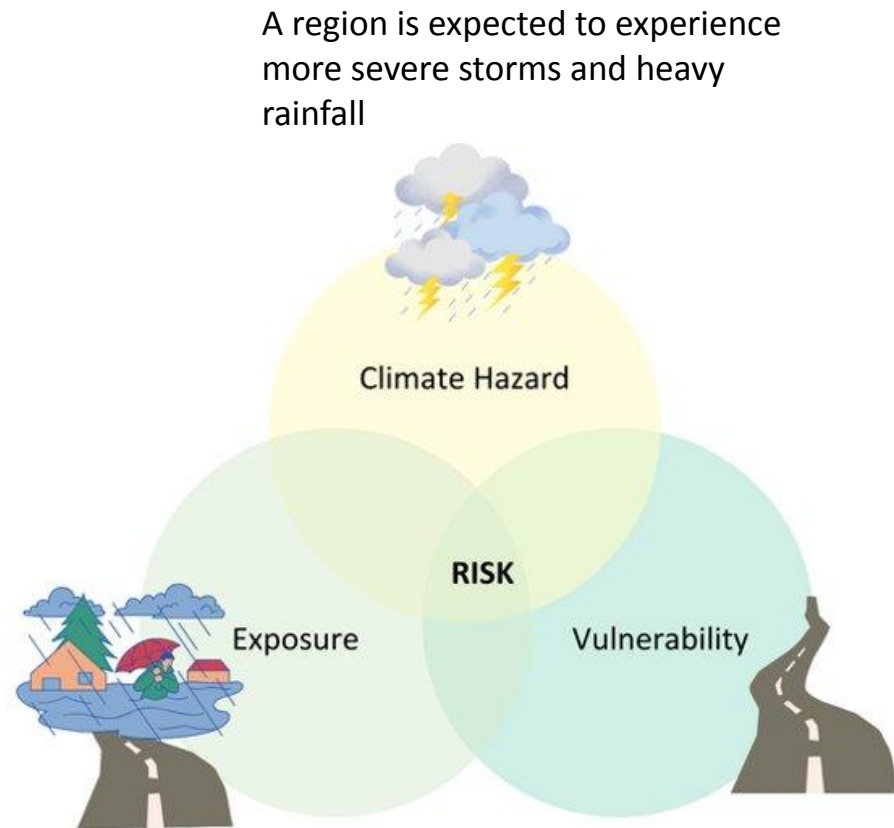 A region is expected to experience
more severe storms and heavy
rainfall
Climate Hazard
RISK
Exposure
Vulnerability